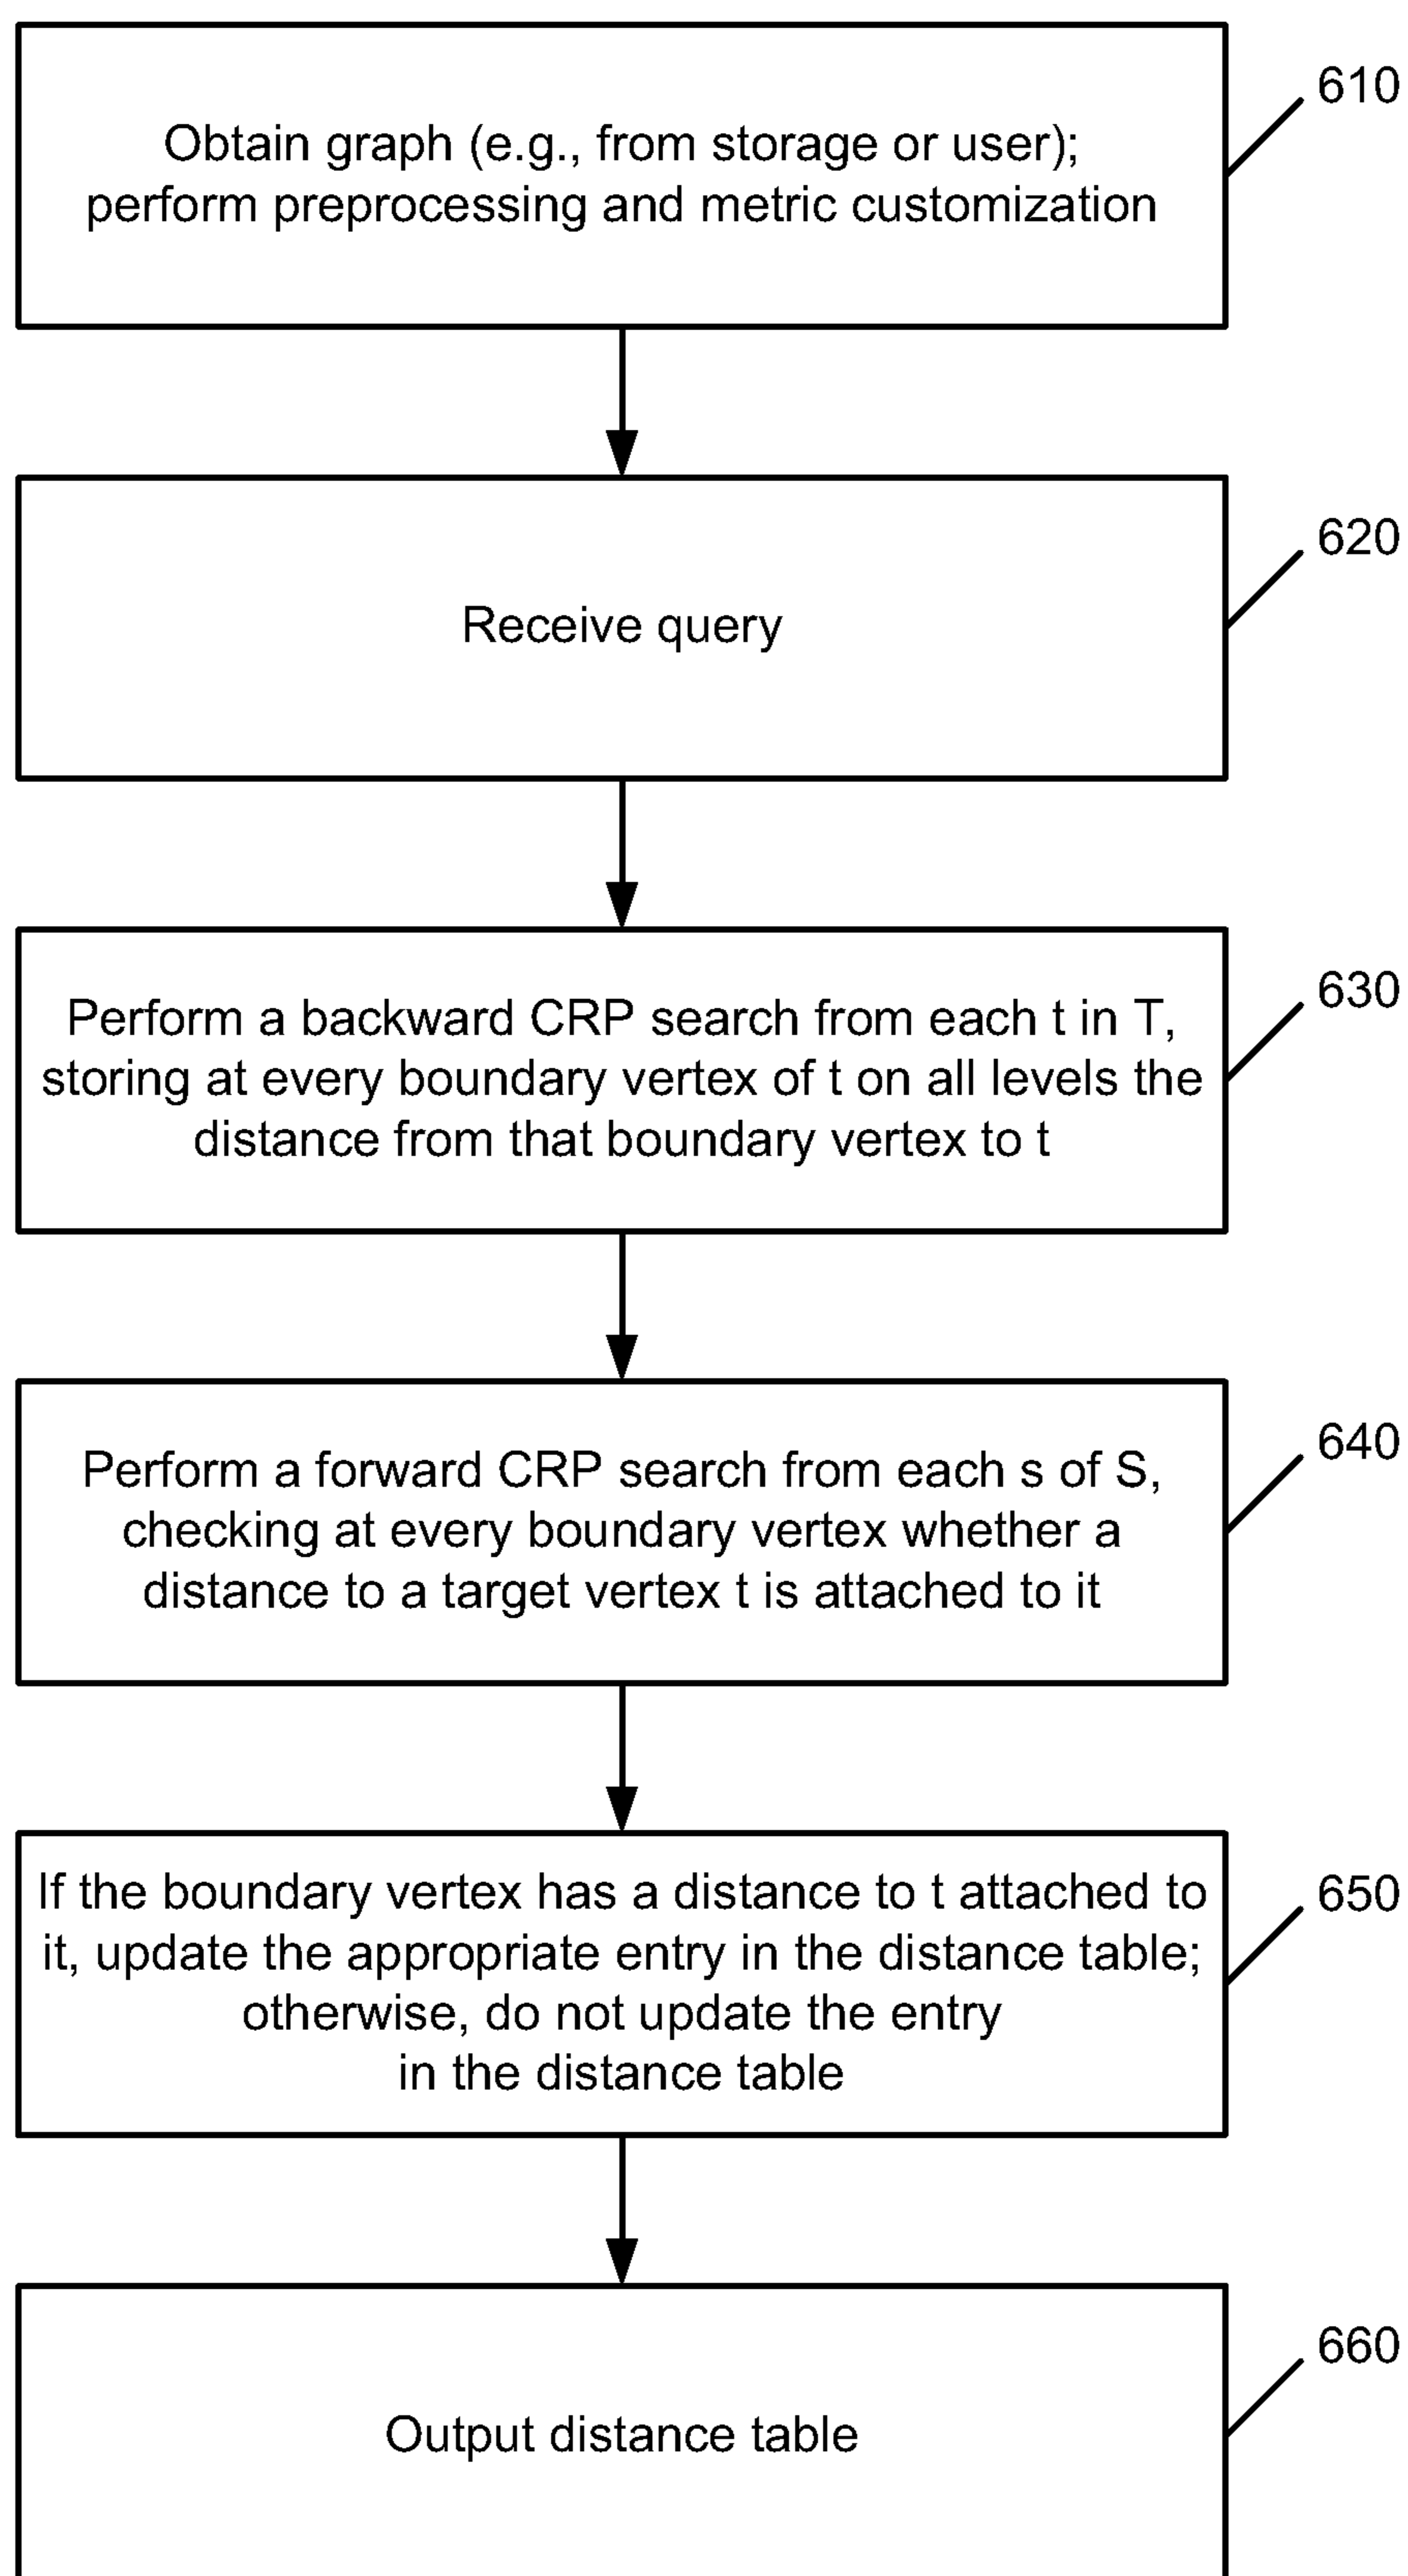 610
Obtain graph (e.g., from storage or user);
perform preprocessing and metric customization
620
Receive query
630
Perform a backward CRP search from each t in T,
storing at every boundary vertex of t on all levels the
distance from that boundary vertex to t
640
Perform a forward CRP search from each s of S,
checking at every boundary vertex whether a
distance to a target vertex t is attached to it
650
If the boundary vertex has a distance to t attached to
it, update the appropriate entry in the distance table;
otherwise, do not update the entry
in the distance table
660
Output distance table